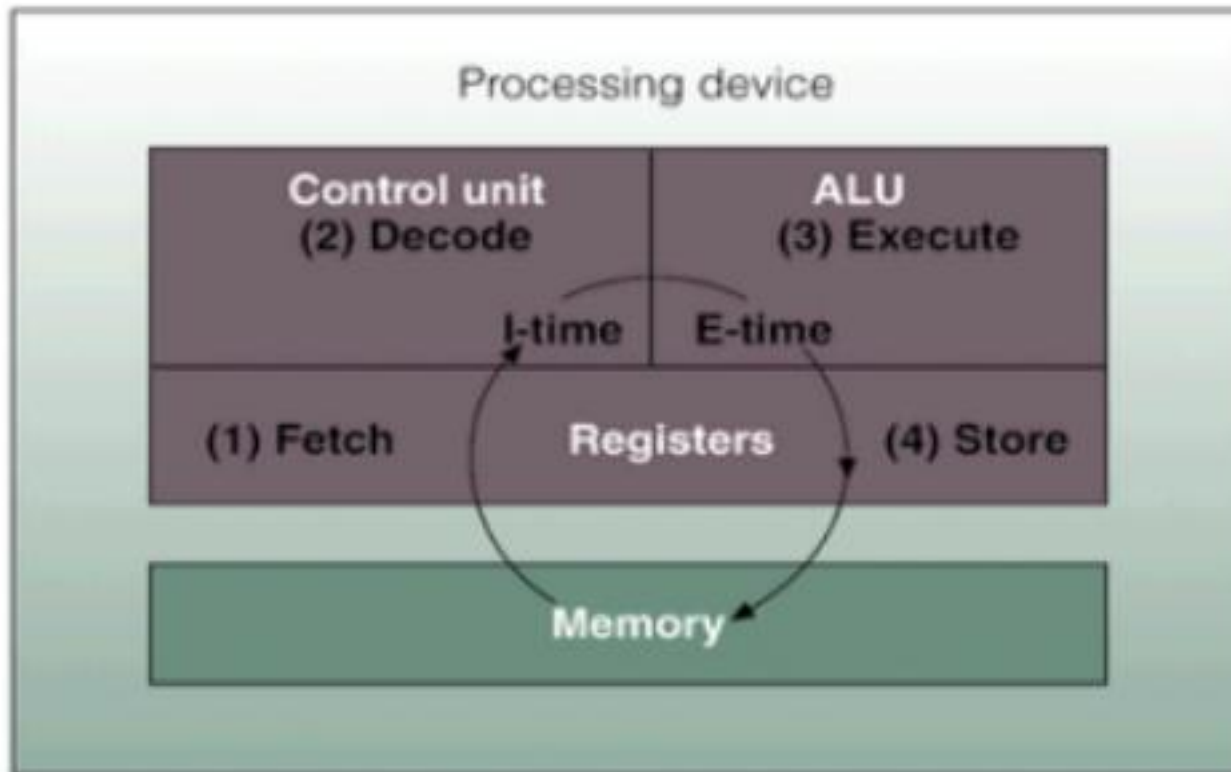 Processing device
Control unit
(2) Decode
ALU
(3) Execute
I-time
E-time
(1) Fetch
Registers
(4) Store
Memory